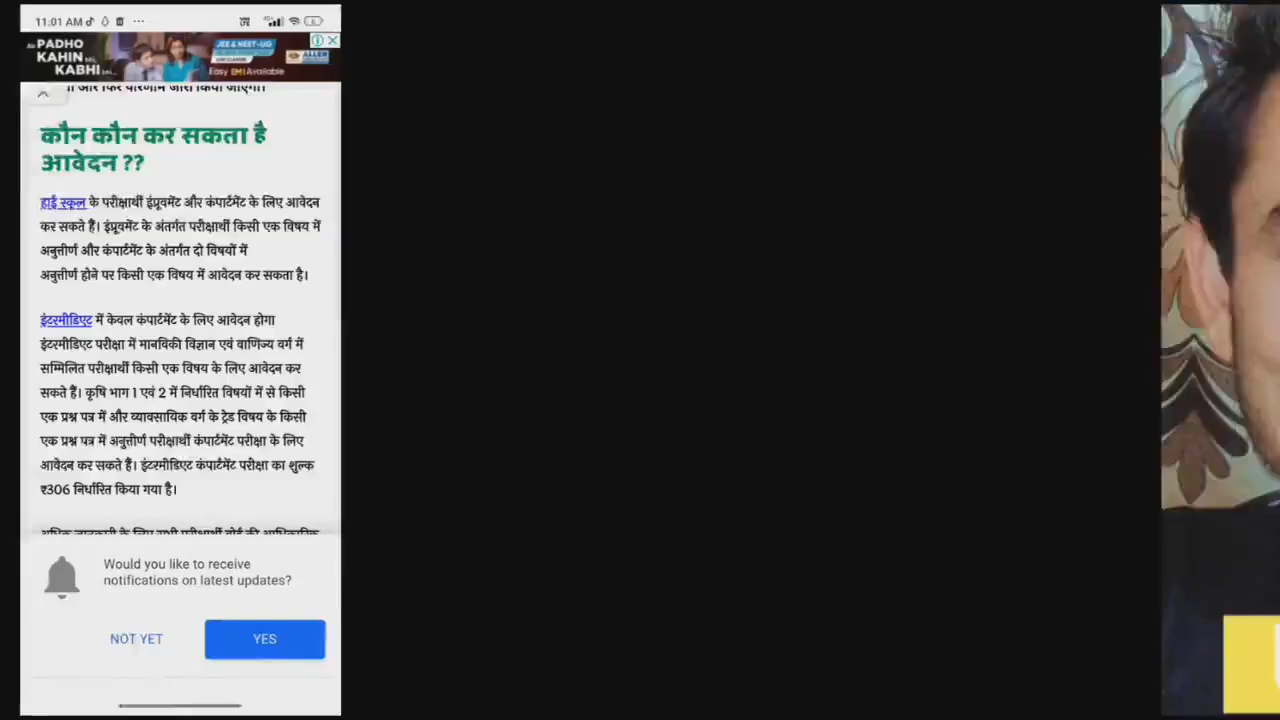 11:01 AM
PADHO
KAHIN
KABHI
JEE & NEET-UG
ALLEN
Easy EMI Available
कौन कौन कर सकता है
आवेदन ??
हाई स्कूल के परीक्षार्थी इंप्रूवमेंट और कंपार्टमेंट के लिए आवेदन
कर सकते हैं। इंप्रूवमेंट के अंतर्गत परीक्षार्थी किसी एक विषय में
अनुत्तीर्ण और कंपार्टमेंट के अंतर्गत दो विषयों में
अनुत्तीर्ण होने पर किसी एक विषय में आवेदन कर सकता है।
इंटरमीडिएट में केवल कंपार्टमेंट के लिए आवेदन होगा
इंटरमीडिएट परीक्षा में मानविकी विज्ञान एवं वाणिज्य वर्ग में
सम्मिलित परीक्षार्थी किसी एक विषय के लिए आवेदन कर
सकते हैं। कृषि भाग 1 एवं 2 में निर्धारित विषयों में से किसी
एक प्रश्न पत्र में और व्यावसायिक वर्ग के ट्रेड विषय के किसी
एक प्रश्न पत्र में अनुत्तीर्ण परीक्षार्थी कंपार्टमेंट परीक्षा के लिए
आवेदन कर सकते हैं। इंटरमीडिएट कंपार्टमेंट परीक्षा का शुल्क
₹306 निर्धारित किया गया है।
Would you like to receive
notifications on latest updates?
NOT YET
YES